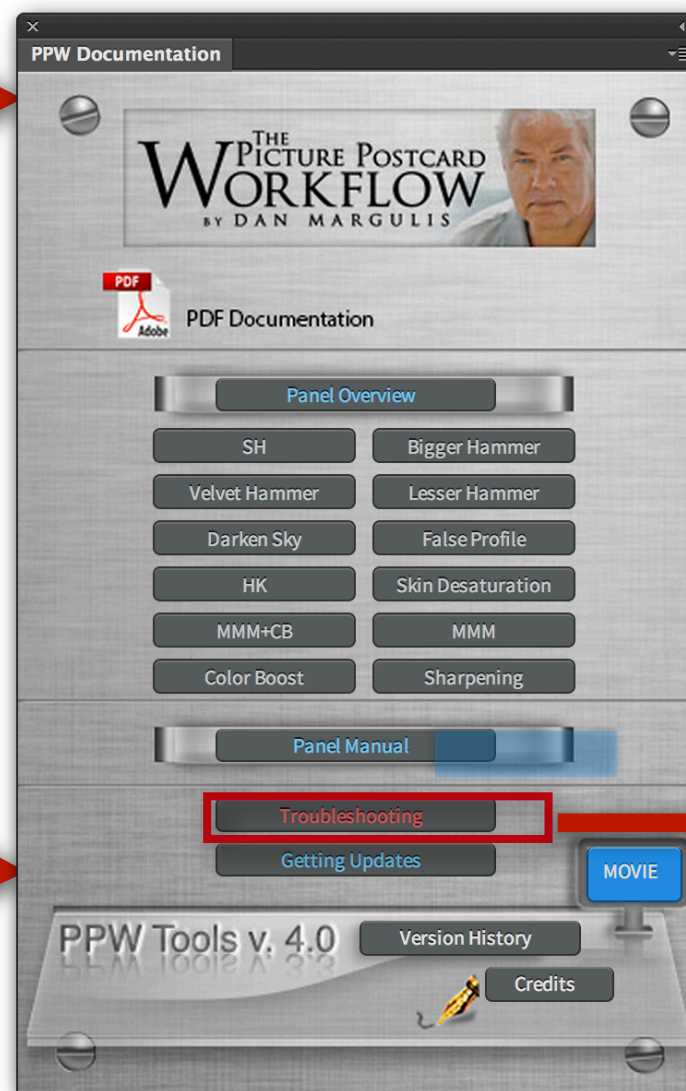 PPW Documentation
THE
PICTURE POSTCARD
WORKFLOW
BY DAN MARGULIS
PDF
Adobe
PDF Documentation
Panel Overview
SH
Bigger Hammer
Velvet Hammer
Lesser Hammer
Darken Sky
False Profile
HK
Skin Desaturation
MMM+CB
MMM
Color Boost
Sharpening
Panel Manual
Troubleshooting
Getting Updates
MOVIE
PPW Tools v. 4.0
Version History
Credits